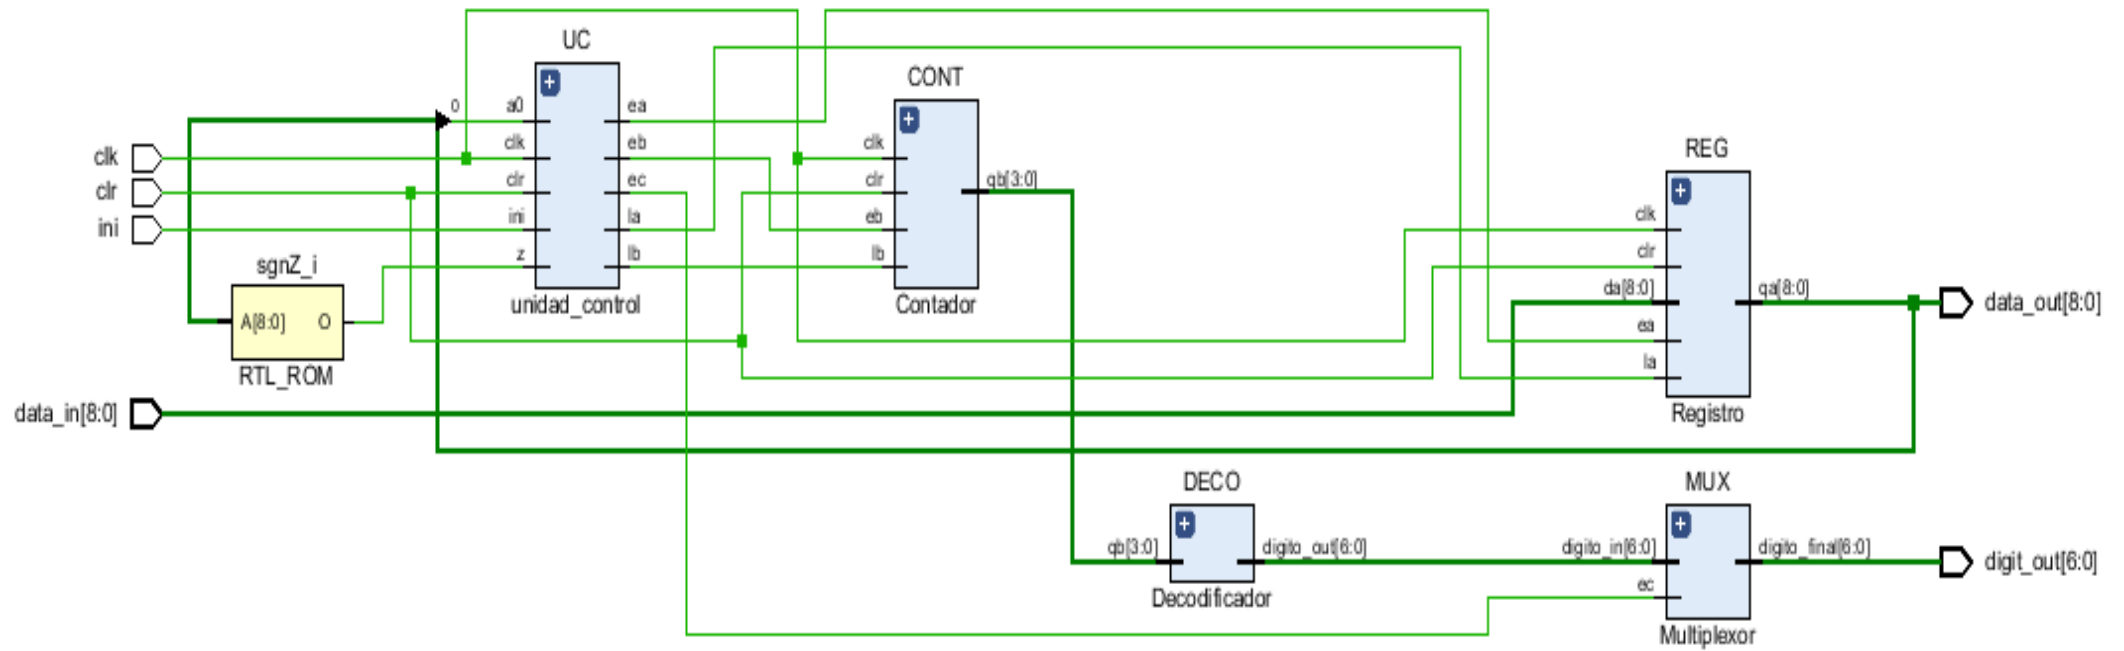 UC
a0
clk
clr
ini
z
ea
eb
ec
la
lb
unidad_control
0
clk
clr
ini
sgnZ_i
A[8:0]
O
RTL_ROM
data_in[8:0]
CONT
clk
clr
eb
lb
qb[3:0]
Contador
REG
clk
clr
da[8:0]
ea
la
qa[8:0]
Registro
data_out[8:0]
DECO
qb[3:0]
digito_out[6:0]
Decodificador
MUX
digito_in[6:0]
ec
digito_final[6:0]
Multiplexor
digit_out[6:0]